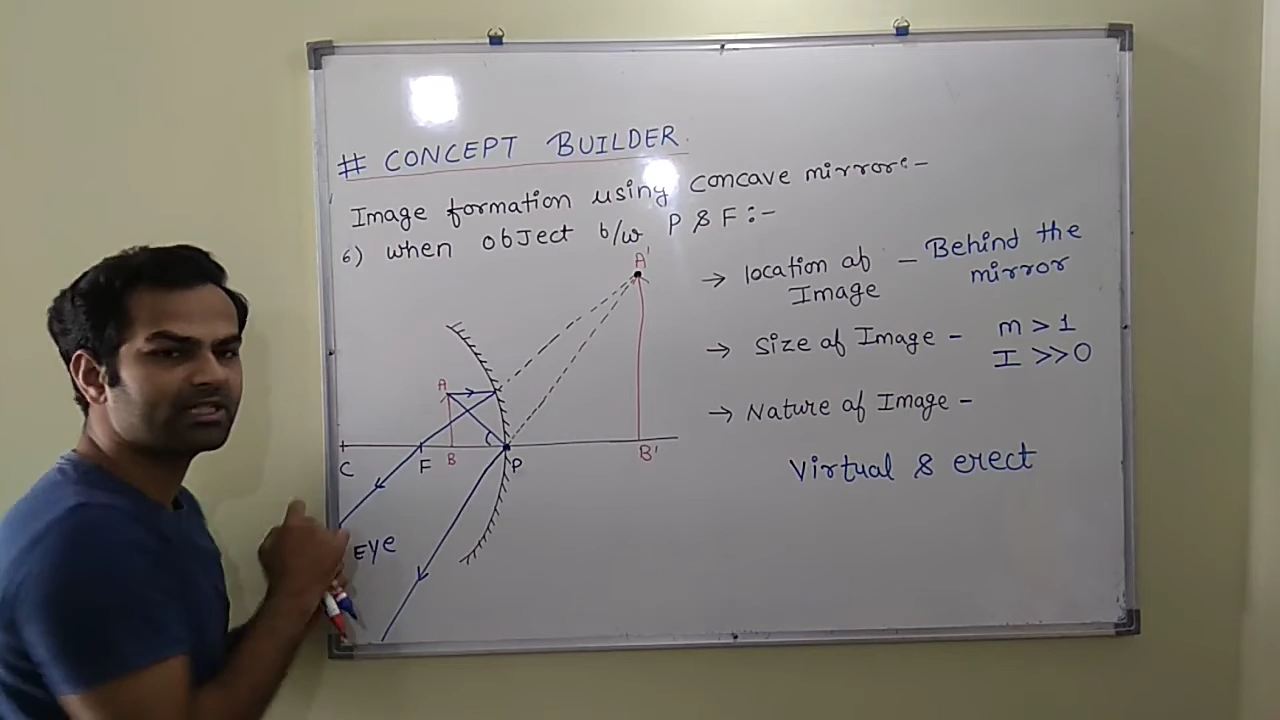 # CONCEPT BUILDER
Image formation using concave mirror:-
6) when object b/w P & F:-
→ location of Image - Behind the mirror
→ Size of Image - m > 1
I >> O
→ Nature of Image -
Virtual & erect
A'
A
C
F
B
P
B'
Eye